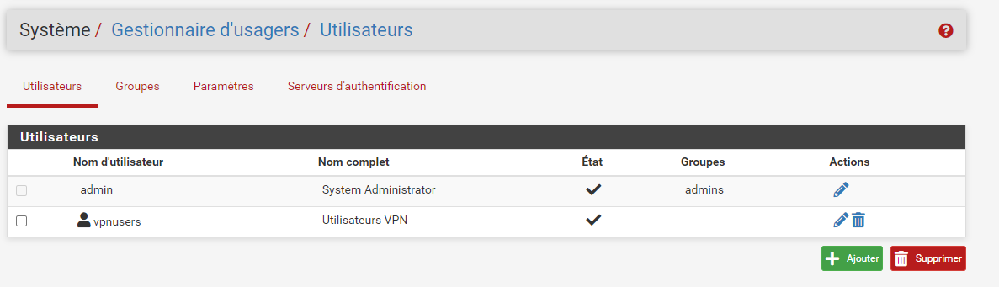 Système / Gestionnaire d'usagers / Utilisateurs
Utilisateurs Groupes Paramètres Serveurs d'authentification
Utilisateurs
Nom d'utilisateur Nom complet État Groupes Actions
admin System Administrator admins
vpnusers Utilisateurs VPN
Ajouter Supprimer